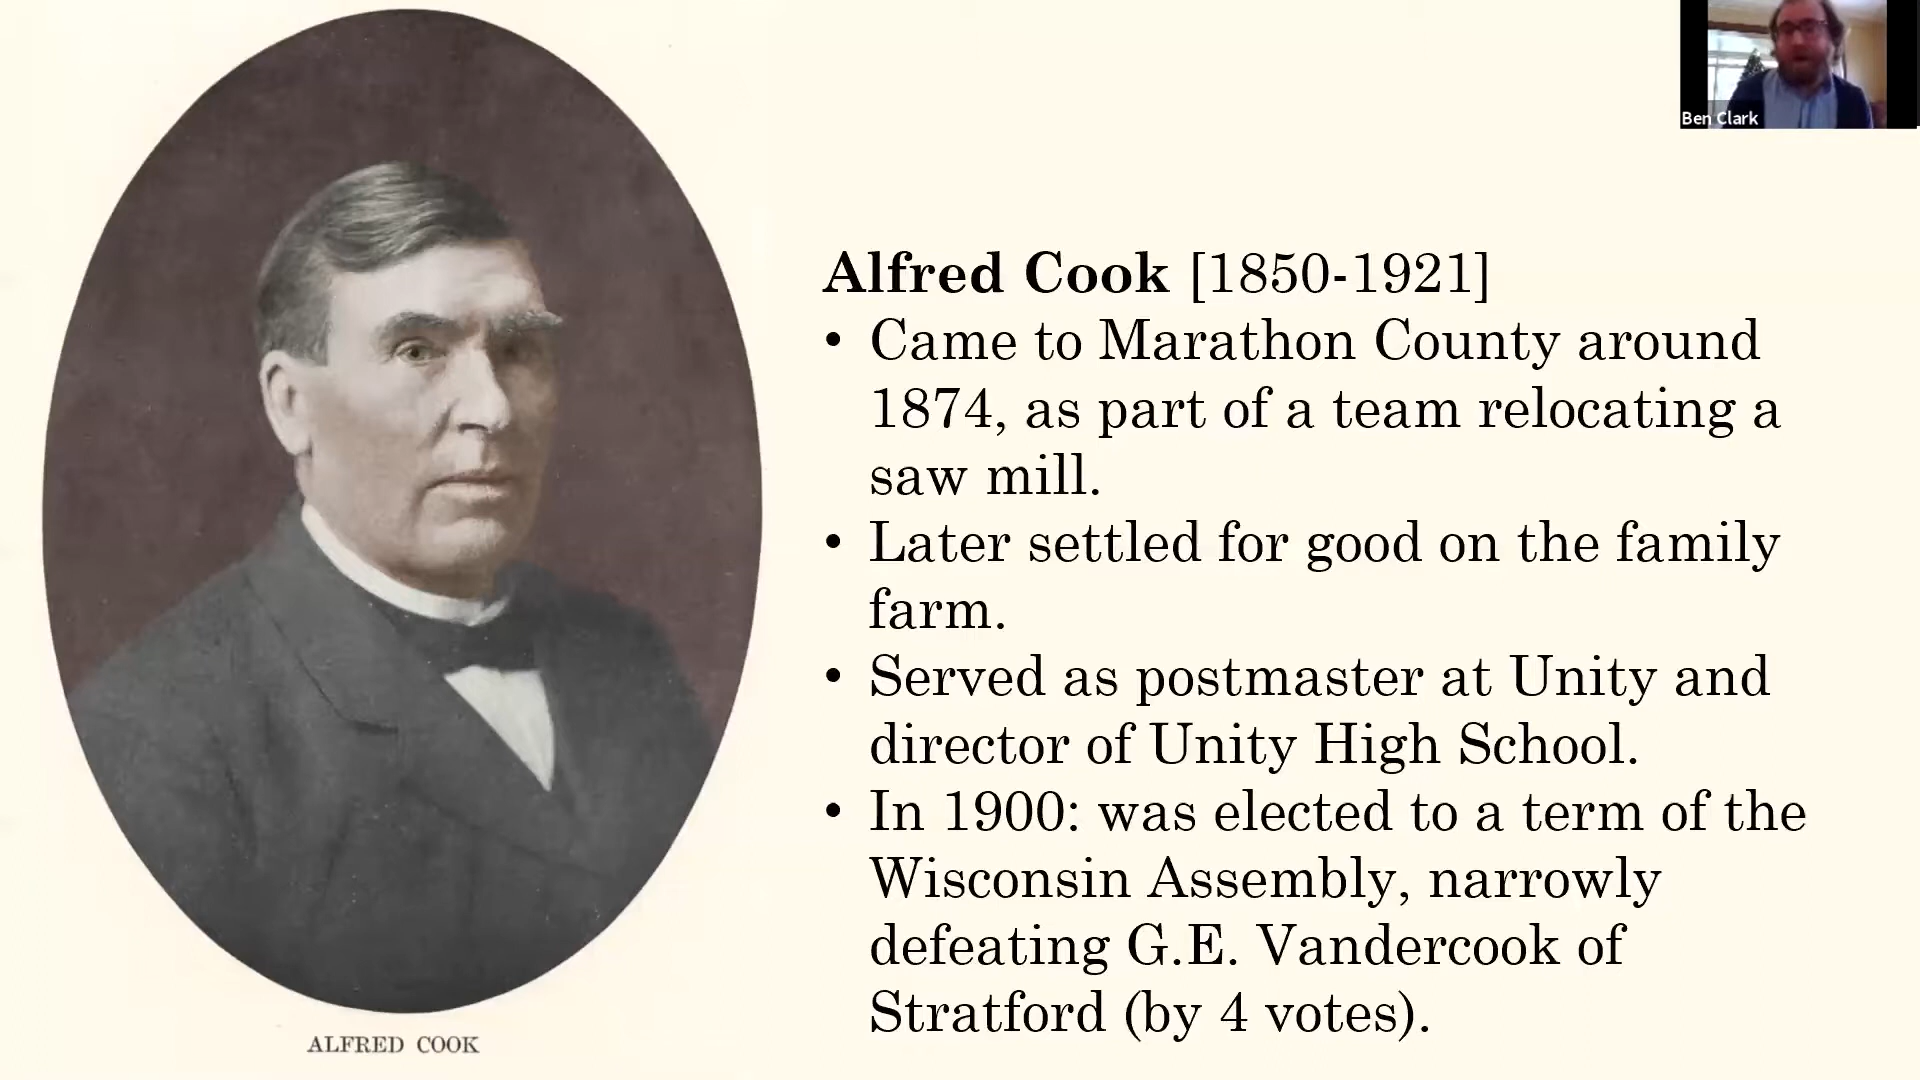 Ben Clark
Alfred Cook [1850-1921]
• Came to Marathon County around
1874, as part of a team relocating a
saw mill.
• Later settled for good on the family
farm.
• Served as postmaster at Unity and
director of Unity High School.
• In 1900: was elected to a term of the
Wisconsin Assembly, narrowly
defeating G.E. Vandercook of
Stratford (by 4 votes).
ALFRED COOK